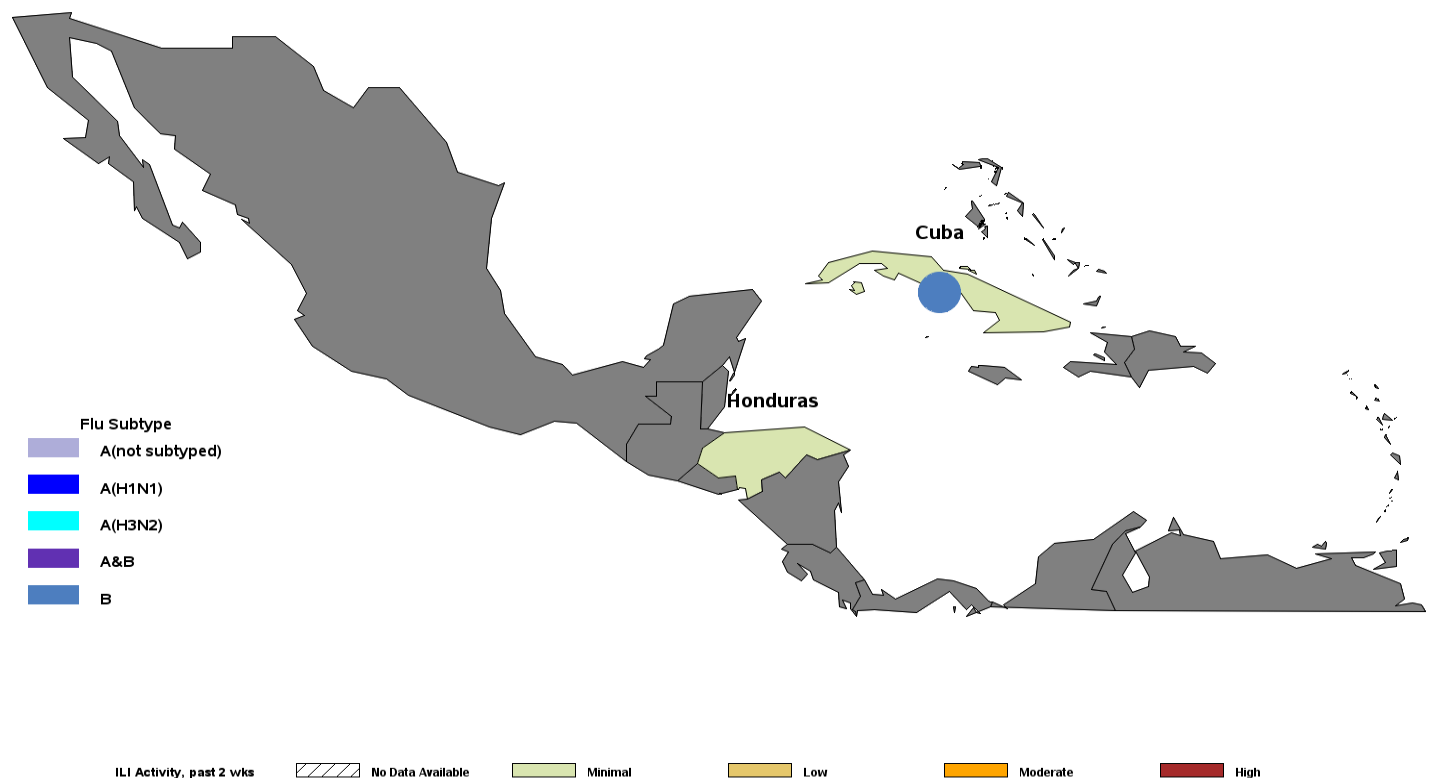 Cuba
Honduras
Flu Subtype
A(not subtyped)
A(H1N1)
A(H3N2)
A&B
B
ILI Activity, past 2 wks No Data Available Minimal Low Moderate High